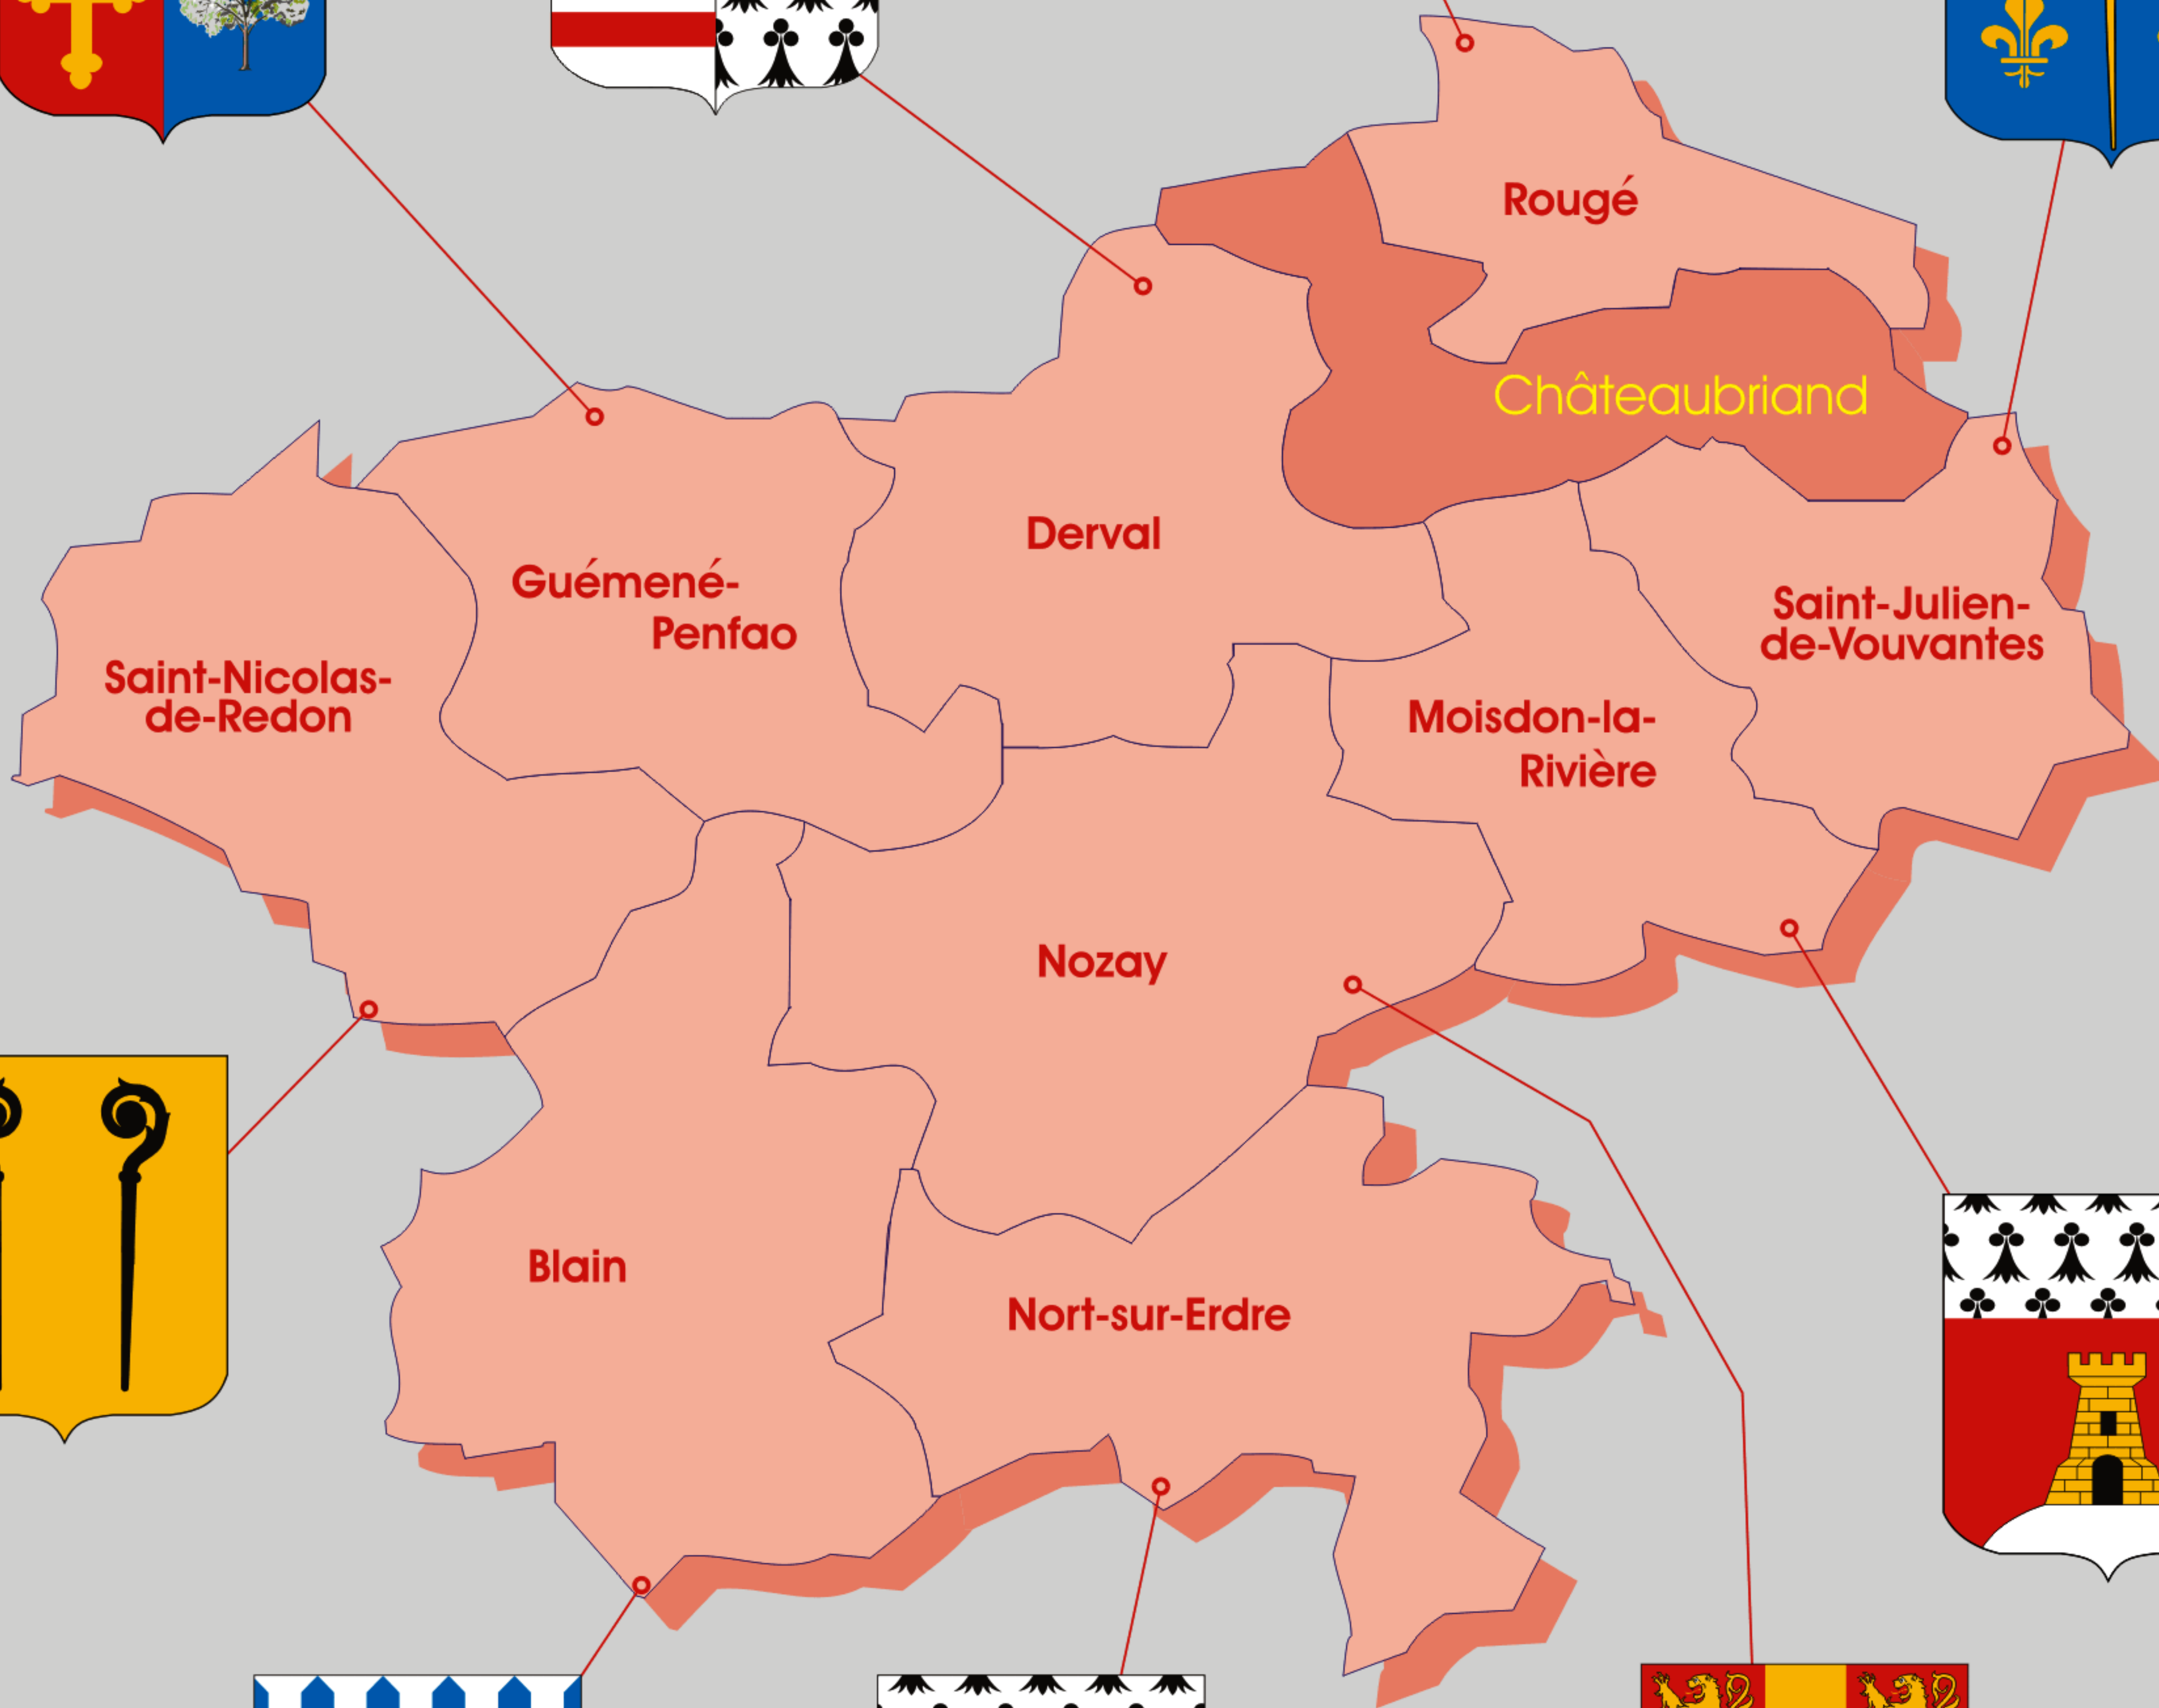 Rougé
Châteaubriand
Derval
Guémené-
Penfao
Saint-Julien-
de-Vouvantes
Saint-Nicolas-
de-Redon
Moisdon-la-
Rivière
Nozay
Blain
Nort-sur-Erdre